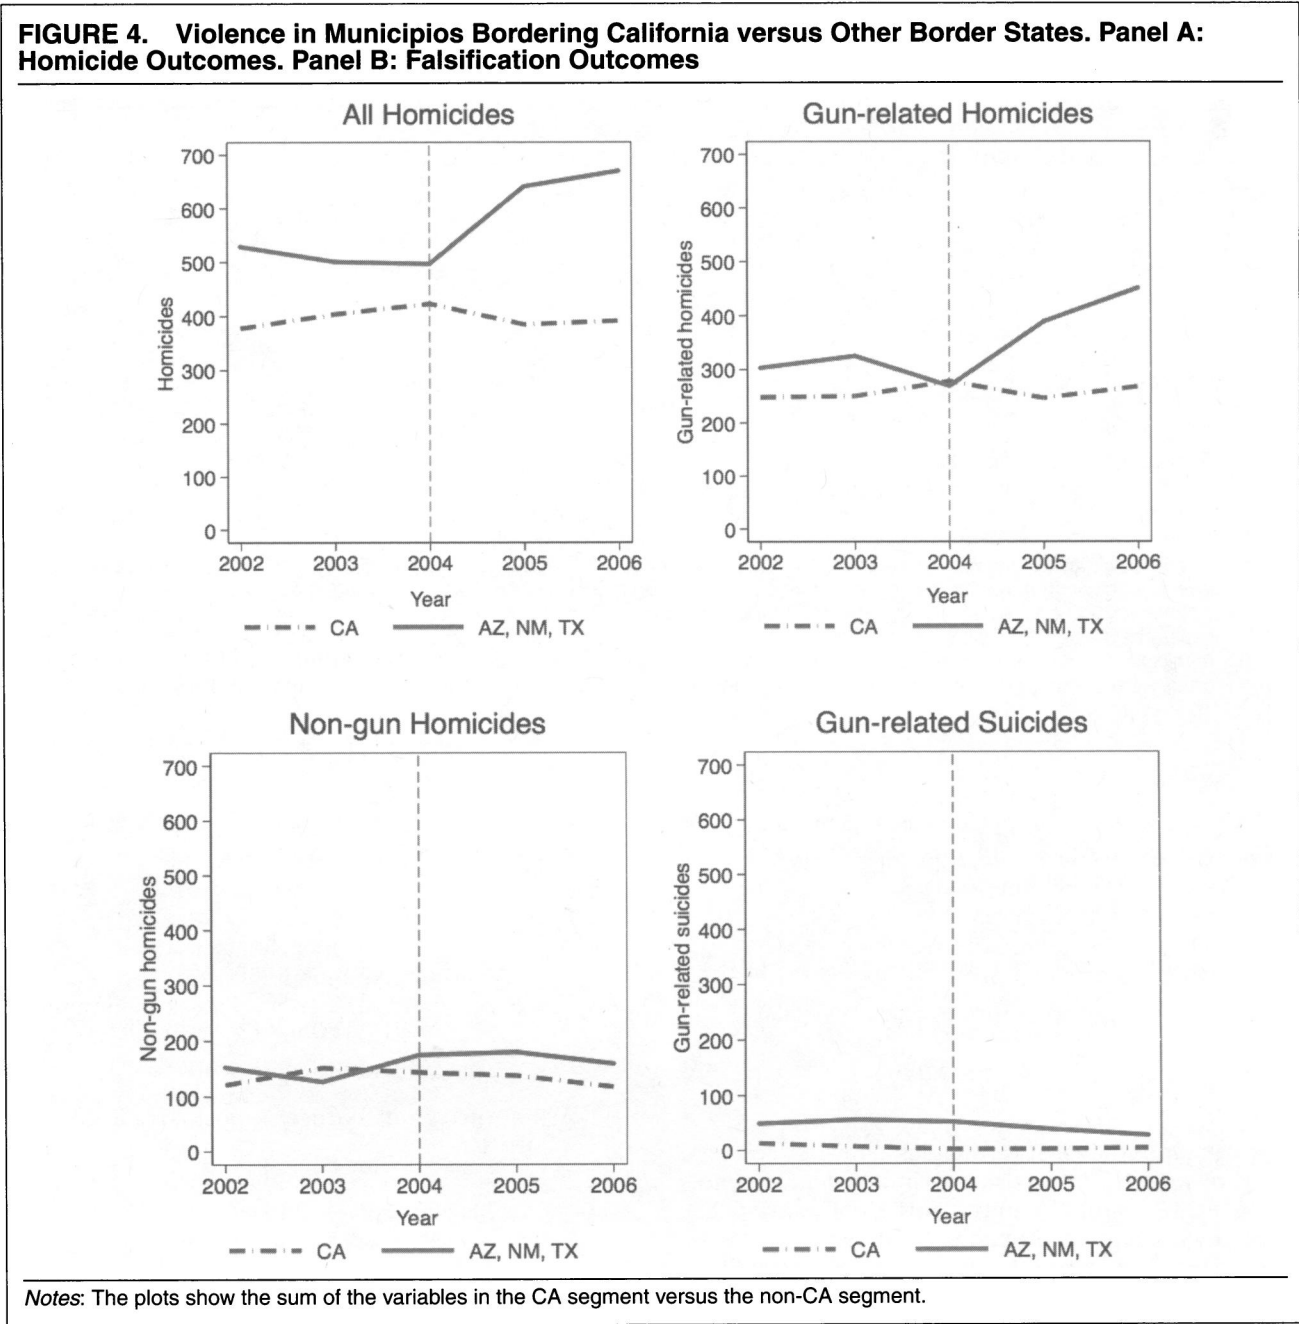 FIGURE 4. Violence in Municipios Bordering California versus Other Border States. Panel A:
Homicide Outcomes. Panel B: Falsification Outcomes
All Homicides
700
600
500
400
300
200
100
0
Homicides
2002 2003 2004 2005 2006
Year
CA AZ, NM, TX
Gun-related Homicides
700
600
500
400
300
200
100
0
Gun-related homicides
2002 2003 2004 2005 2006
Year
CA AZ, NM, TX
Non-gun Homicides
700
600
500
400
300
200
100
0
Non-gun homicides
2002 2003 2004 2005 2006
Year
CA AZ, NM, TX
Gun-related Suicides
700
600
500
400
300
200
100
0
Gun-related suicides
2002 2003 2004 2005 2006
Year
CA AZ, NM, TX
Notes: The plots show the sum of the variables in the CA segment versus the non-CA segment.